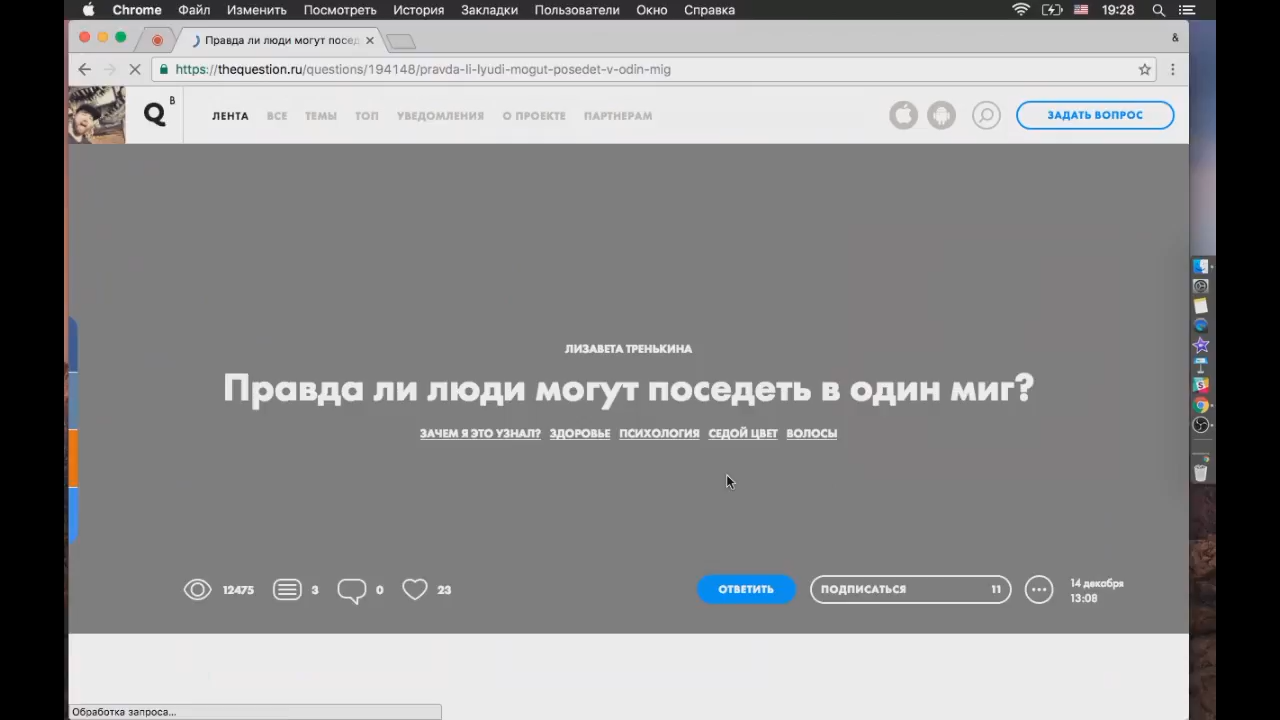 Chrome Файл Изменить Посмотреть История Закладки Пользователи Окно Справка 19:28
Правда ли люди могут посед
https://thequestion.ru/questions/194148/pravda-li-lyudi-mogut-posedet-v-odin-mig
Q B ЛЕНТА ВСЕ ТЕМЫ ТОП УВЕДОМЛЕНИЯ О ПРОЕКТЕ ПАРТНЕРАМ ЗАДАТЬ ВОПРОС
ЛИЗАВЕТА ТРЕНЬКИНА
Правда ли люди могут поседеть в один миг?
ЗАЧЕМ Я ЭТО УЗНАЛ? ЗДОРОВЬЕ ПСИХОЛОГИЯ СЕДОЙ ЦВЕТ ВОЛОСЫ
12475 3 0 23 ОТВЕТИТЬ ПОДПИСАТЬСЯ 11 14 декабря
13:08
Обработка запроса...